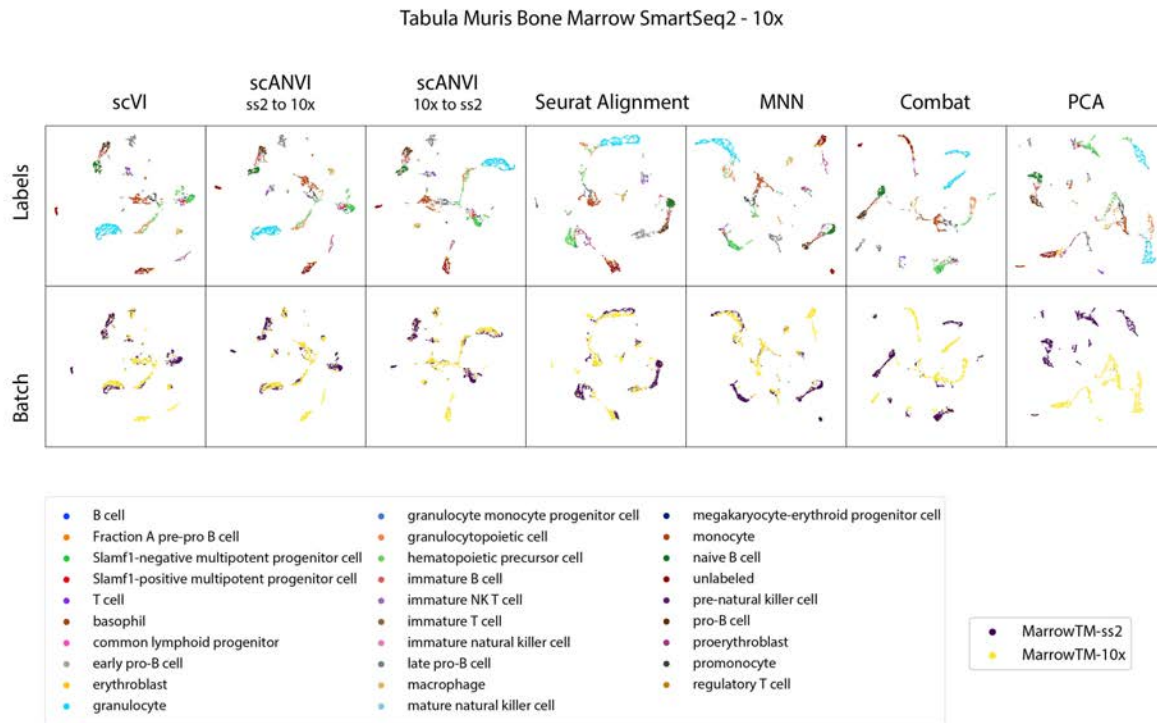 Tabula Muris Bone Marrow SmartSeq2 - 10x
scVI
scANVI
ss2 to 10x
scANVI
10x to ss2
Seurat Alignment
MNN
Combat
PCA
Labels
Batch
B cell
Fraction A pre-pro B cell
Slamf1-negative multipotent progenitor cell
Slamf1-positive multipotent progenitor cell
T cell
basophil
common lymphoid progenitor
early pro-B cell
erythroblast
granulocyte
granulocyte monocyte progenitor cell
granulocytopoietic cell
hematopoietic precursor cell
immature B cell
immature NK T cell
immature T cell
immature natural killer cell
late pro-B cell
macrophage
mature natural killer cell
megakaryocyte-erythroid progenitor cell
monocyte
naive B cell
unlabeled
pre-natural killer cell
pro-B cell
proerythroblast
promonocyte
regulatory T cell
MarrowTM-ss2
MarrowTM-10x